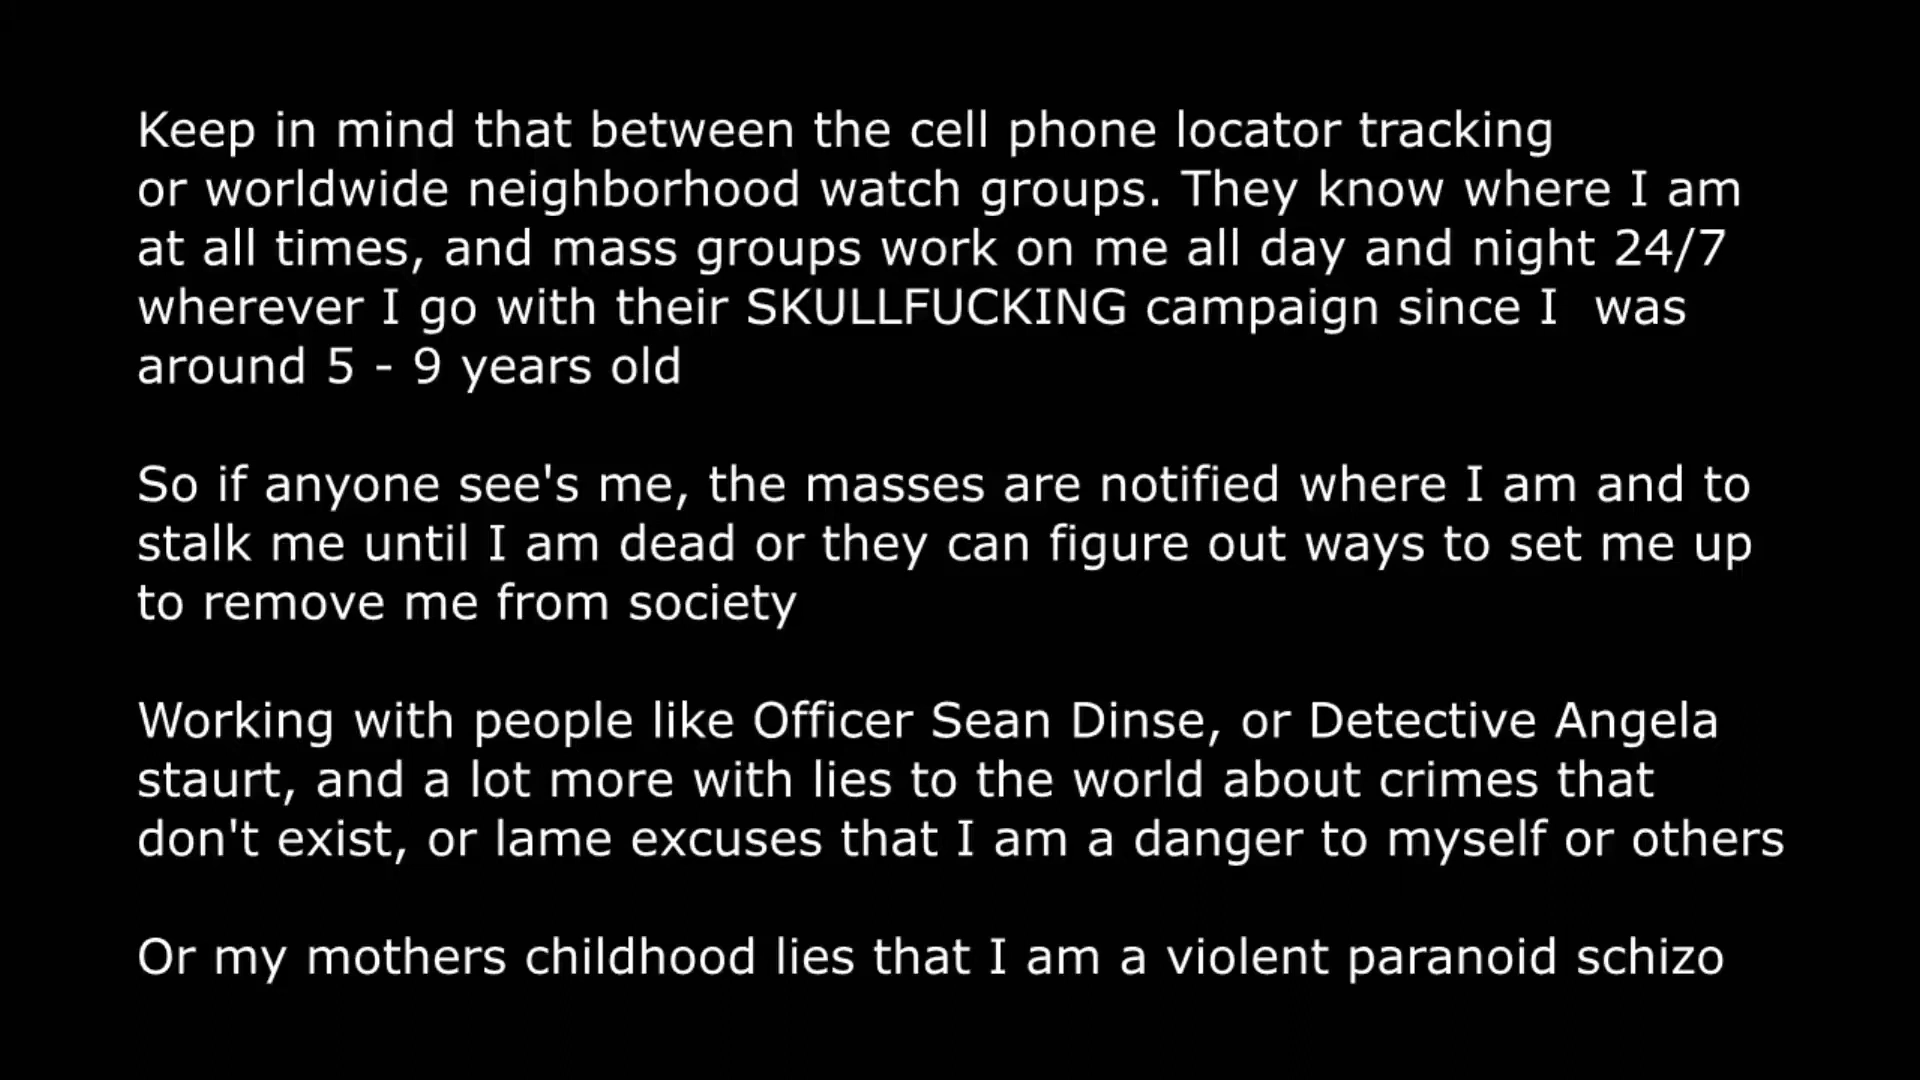 Keep in mind that between the cell phone locator tracking
or worldwide neighborhood watch groups. They know where I am
at all times, and mass groups work on me all day and night 24/7
wherever I go with their SKULLFUCKING campaign since I  was
around 5 - 9 years old
So if anyone see's me, the masses are notified where I am and to
stalk me until I am dead or they can figure out ways to set me up
to remove me from society
Working with people like Officer Sean Dinse, or Detective Angela
staurt, and a lot more with lies to the world about crimes that
don't exist, or lame excuses that I am a danger to myself or others
Or my mothers childhood lies that I am a violent paranoid schizo